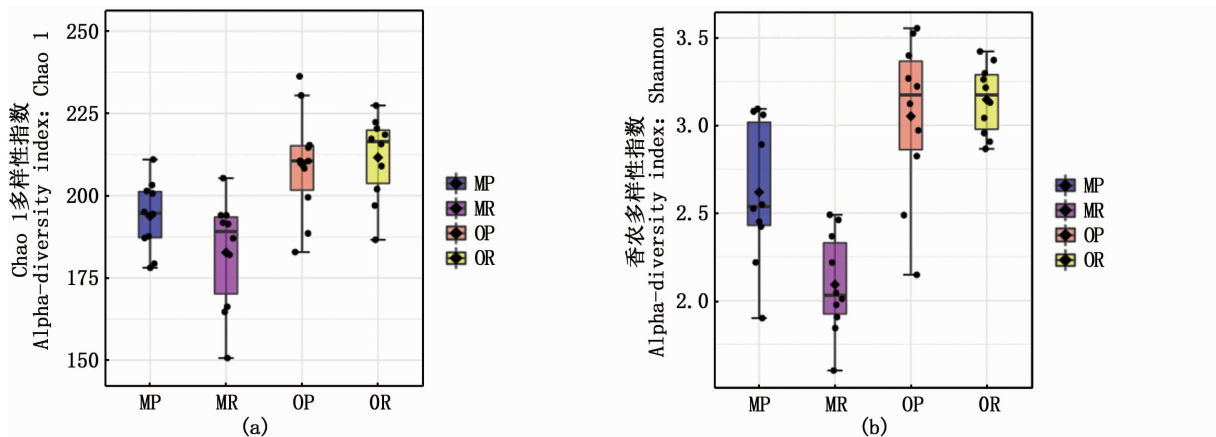 Chao 1多样性指数
Alpha-diversity index: Chao 1
250
225
200
175
150
MP
MR
OP
OR
MP
MR
OP
OR
(a)
香农多样性指数
Alpha-diversity index: Shannon
3.5
3.0
2.5
2.0
MP
MR
OP
OR
MP
MR
OP
OR
(b)